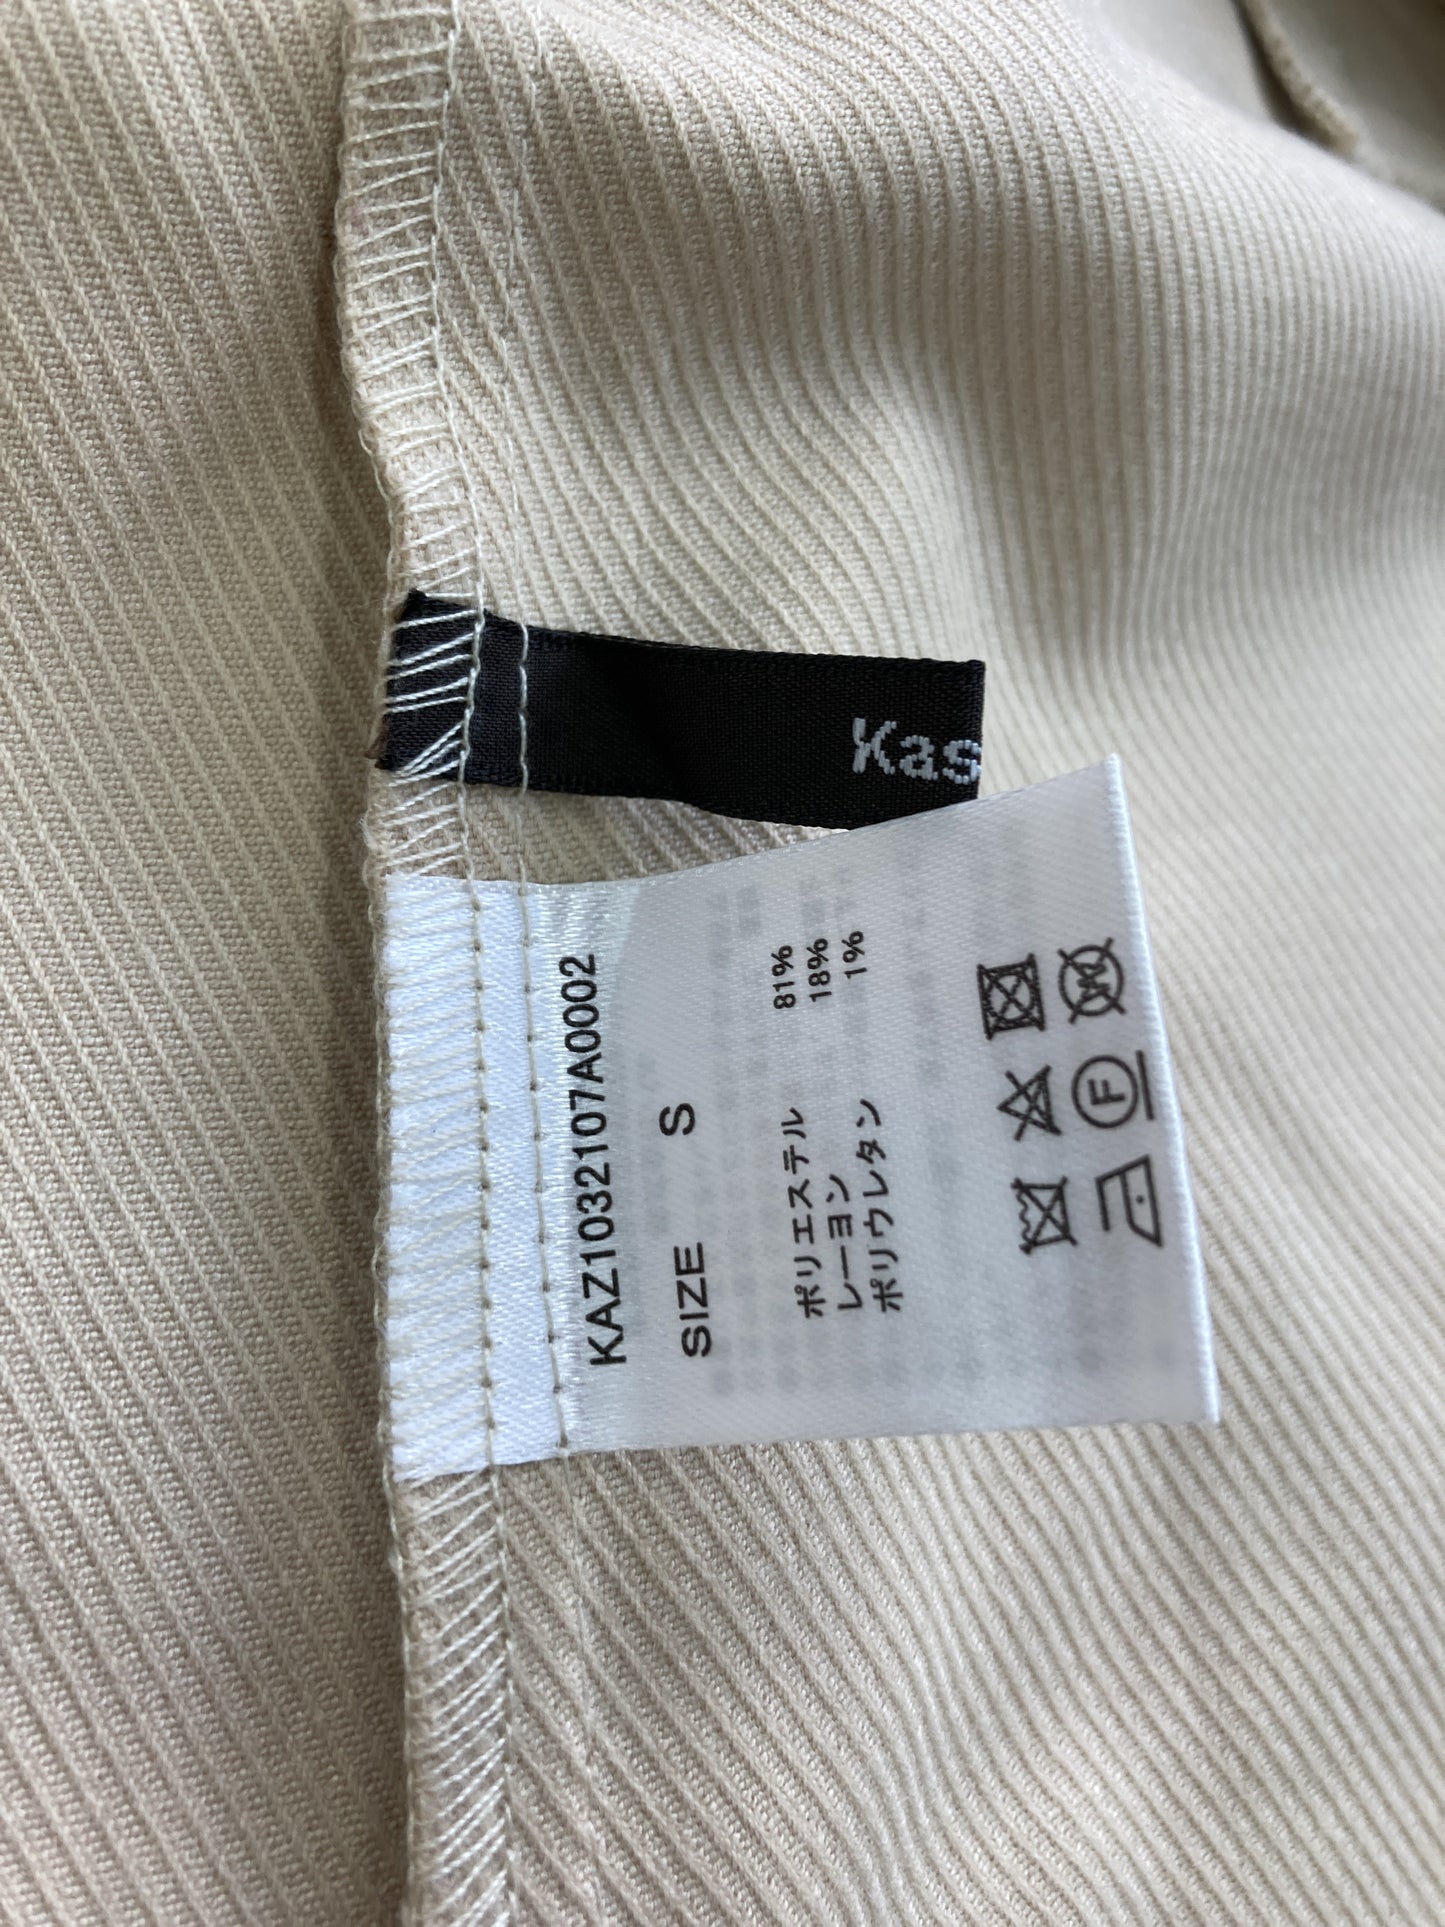 Kas
KAZ1032107A0002
SIZE S
ポリエステル 81%
レーヨン 18%
ポリウレタン 1%
F
W